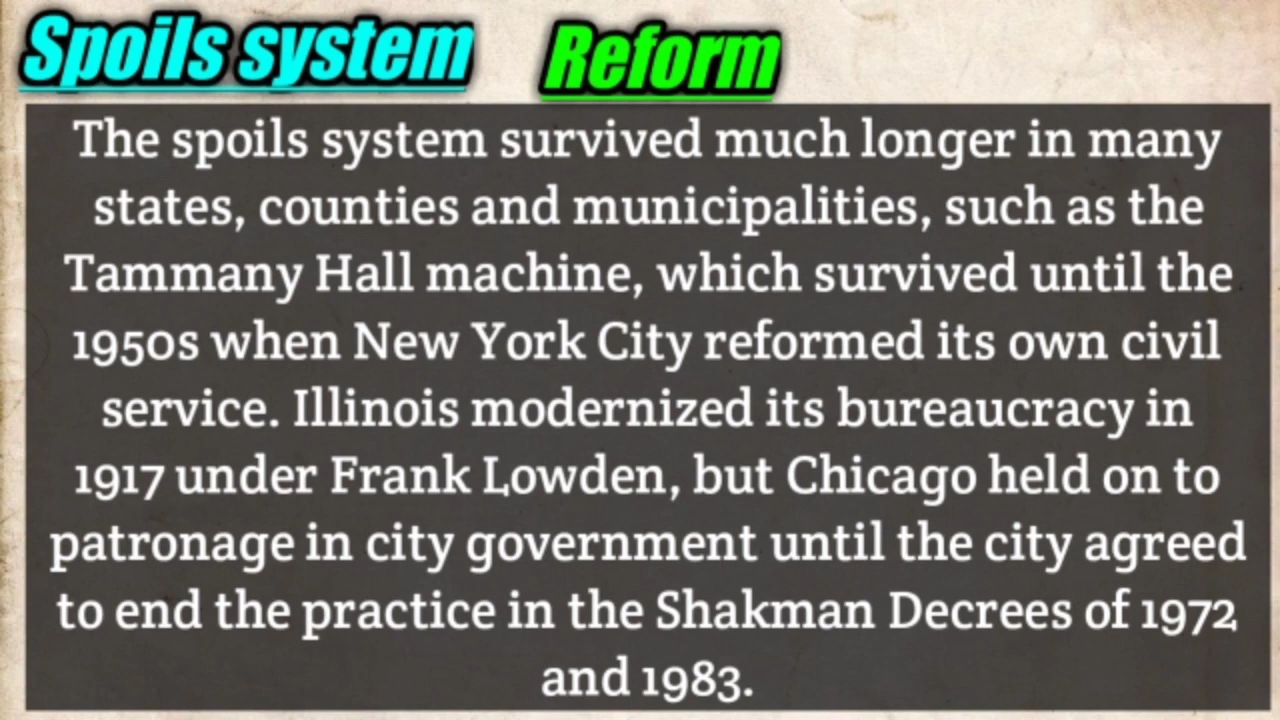 Spoils system Reform
The spoils system survived much longer in many
states, counties and municipalities, such as the
Tammany Hall machine, which survived until the
1950s when New York City reformed its own civil
service. Illinois modernized its bureaucracy in
1917 under Frank Lowden, but Chicago held on to
patronage in city government until the city agreed
to end the practice in the Shakman Decrees of 1972
and 1983.